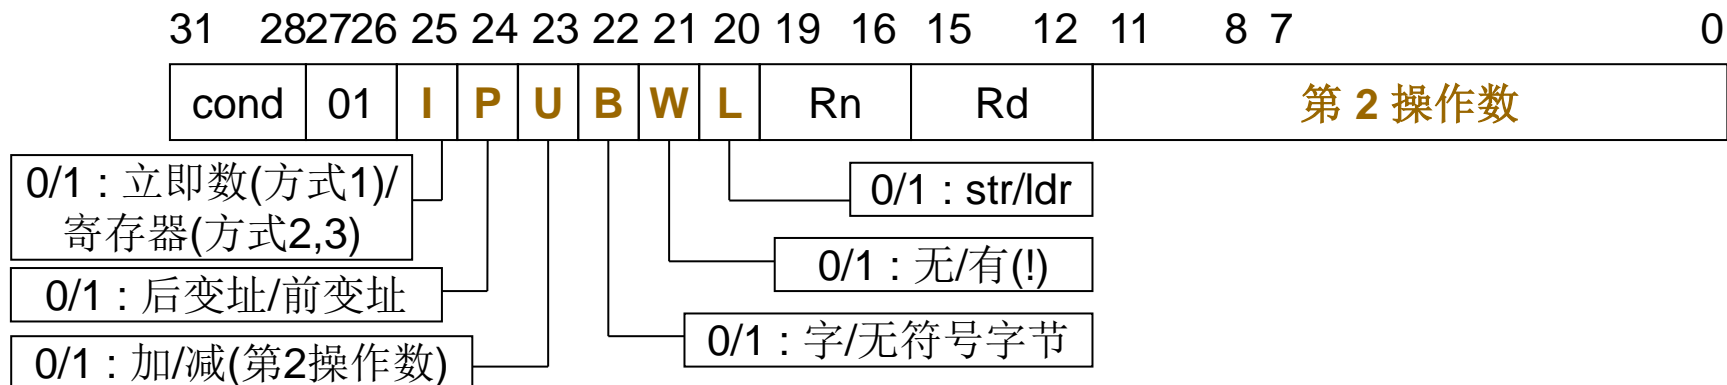 31 28 27 26 25 24 23 22 21 20 19 16 15 12 11 8 7 0
cond 01 I P U B W L Rn Rd 第 2 操作数
0/1 : 立即数(方式1)/
寄存器(方式2,3)
0/1 : str/ldr
0/1 : 无/有(!)
0/1 : 后变址/前变址
0/1 : 字/无符号字节
0/1 : 加/减(第2操作数)